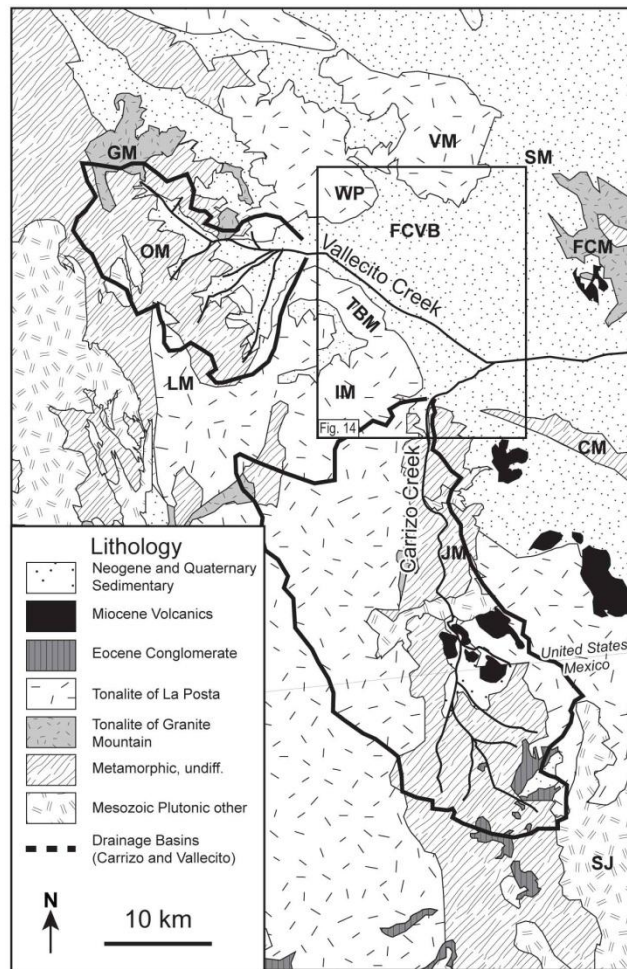 GM
VM
SM
WP
FCVB
FCM
OM
Vallecito Creek
TBM
LM
IM
Fig. 14
CM
Carrizo Creek
JM
United States
Mexico
SJ
Lithology
Neogene and Quaternary
Sedimentary
Miocene Volcanics
Eocene Conglomerate
Tonalite of La Posta
Tonalite of Granite
Mountain
Metamorphic, undiff.
Mesozoic Plutonic other
Drainage Basins
(Carrizo and Vallecito)
N
10 km